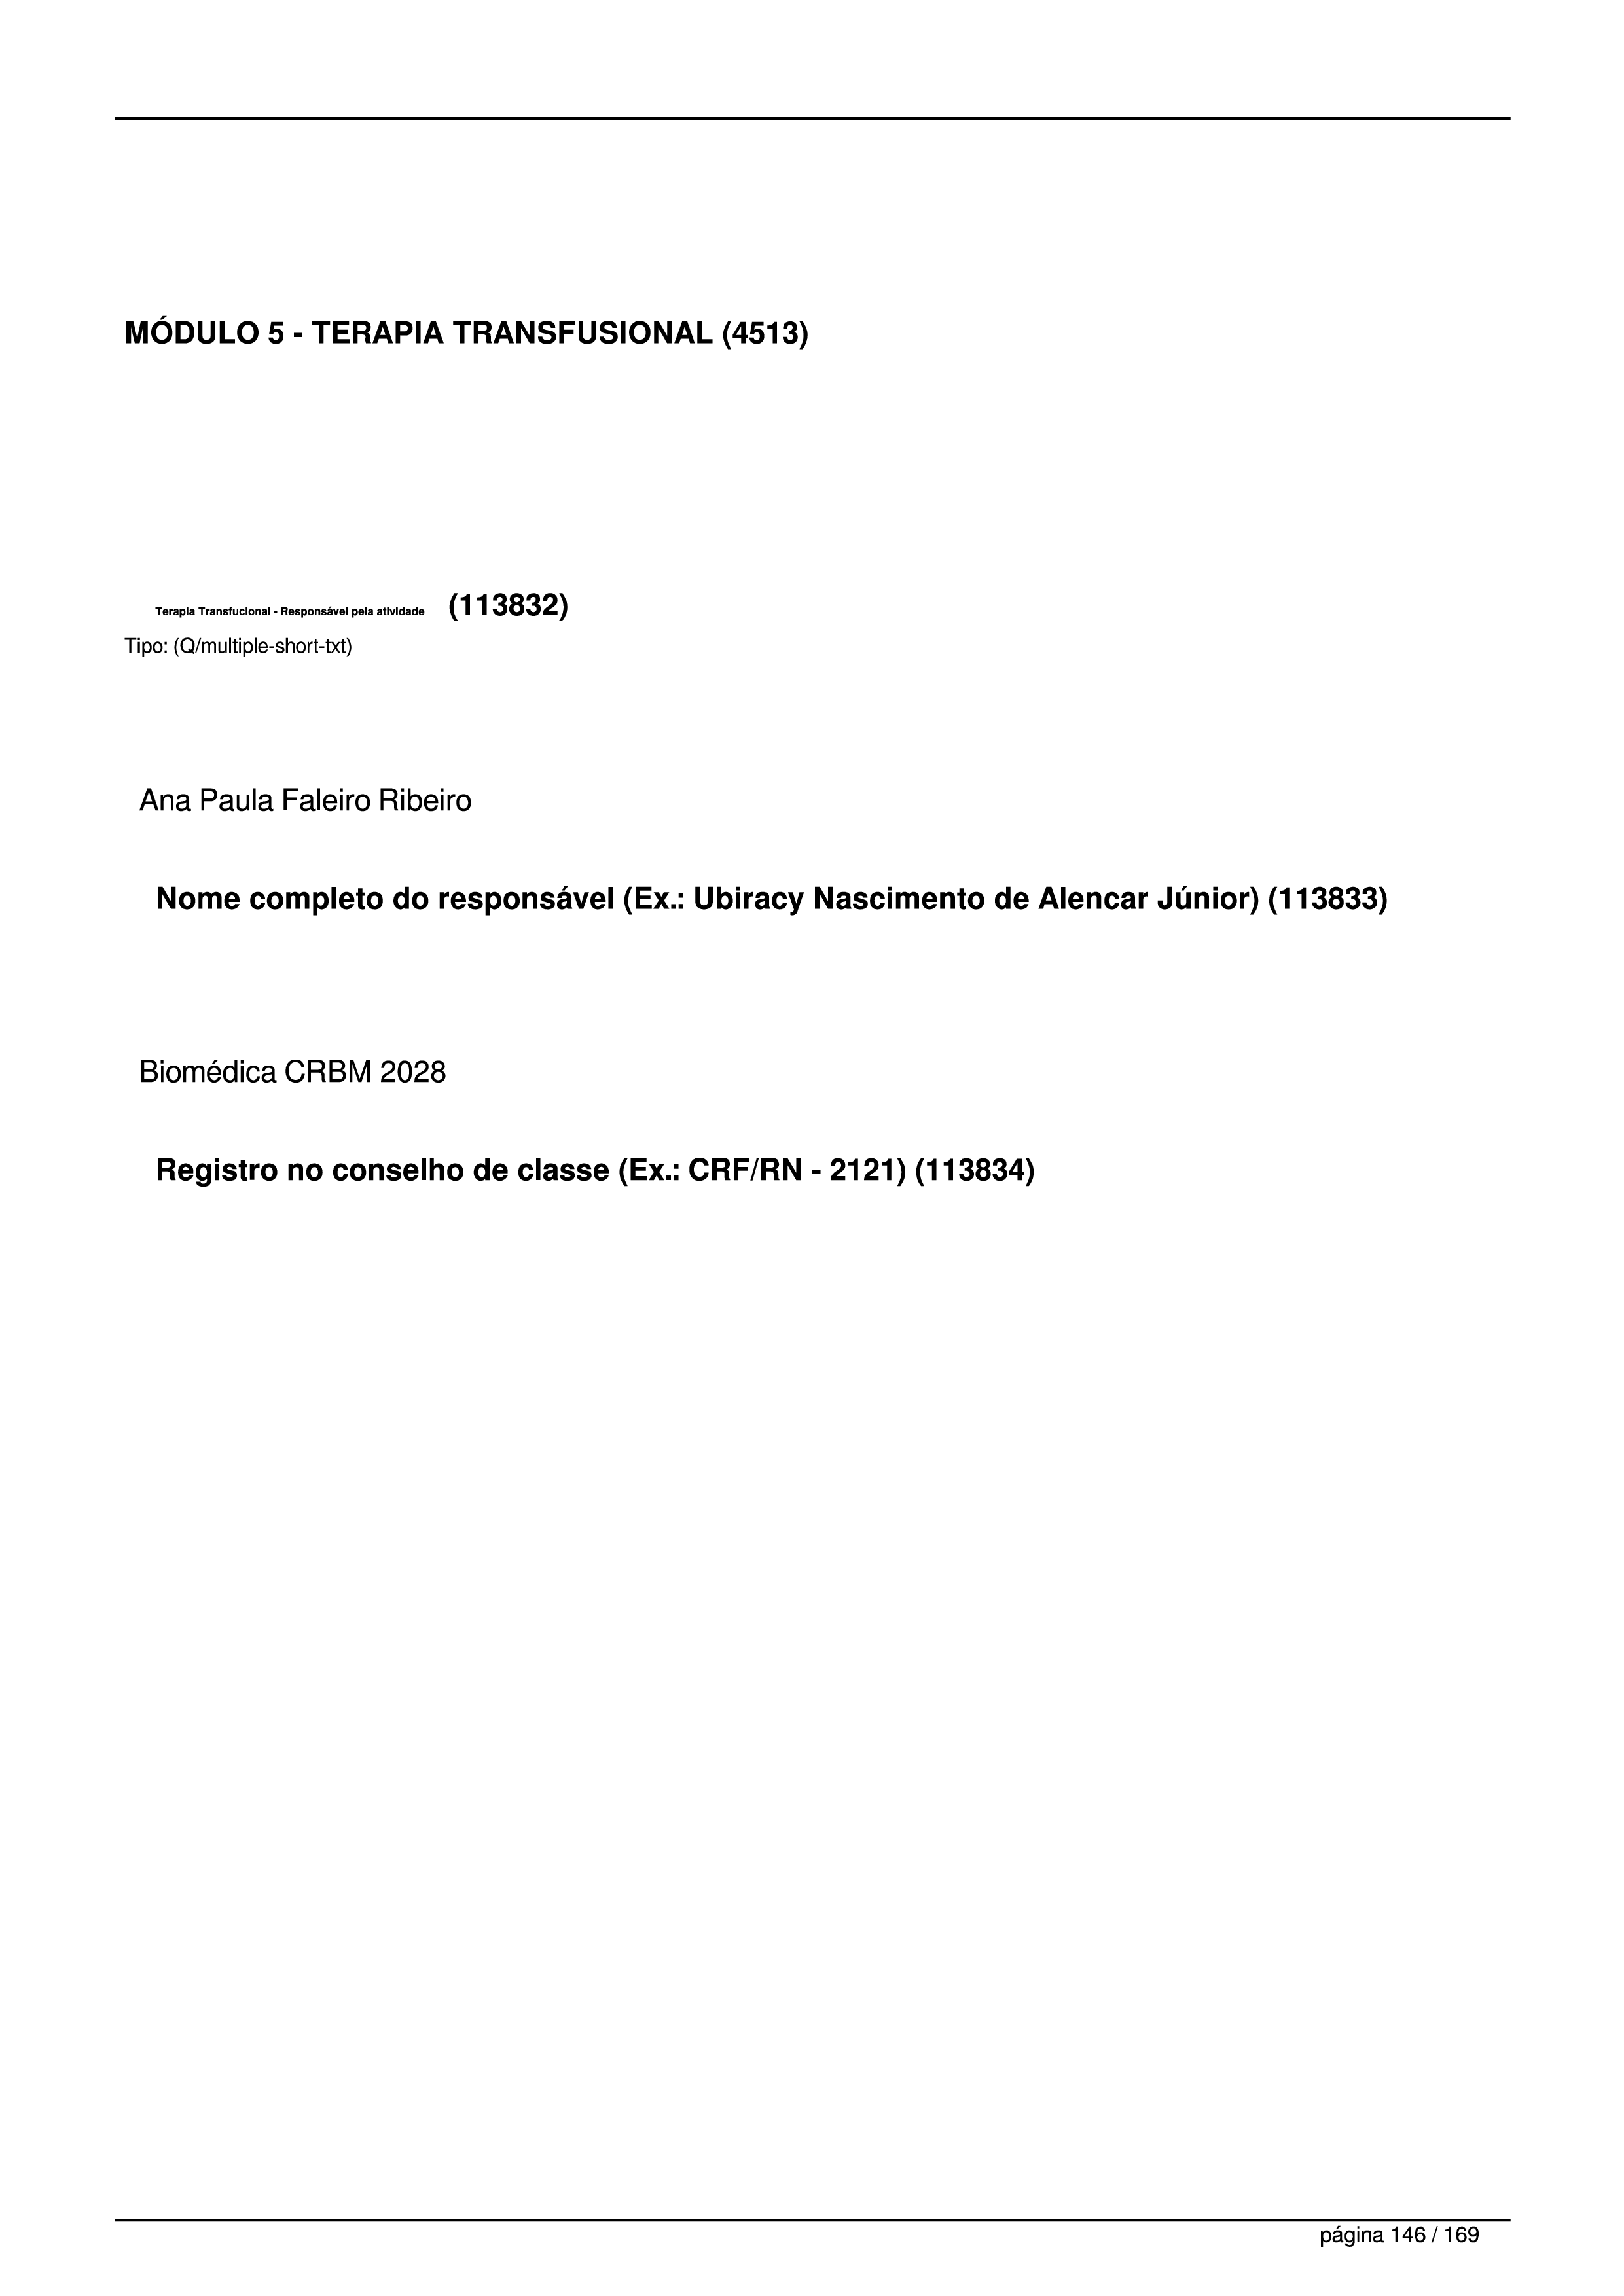 MÓDULO 5 - TERAPIA TRANSFUSIONAL (4513)
Terapia Transfucional - Responsável pela atividade (113832)
Tipo: (Q/multiple-short-txt)
Ana Paula Faleiro Ribeiro
Nome completo do responsável (Ex.: Ubiracy Nascimento de Alencar Júnior) (113833)
Biomédica CRBM 2028
Registro no conselho de classe (Ex.: CRF/RN - 2121) (113834)
página 146 / 169